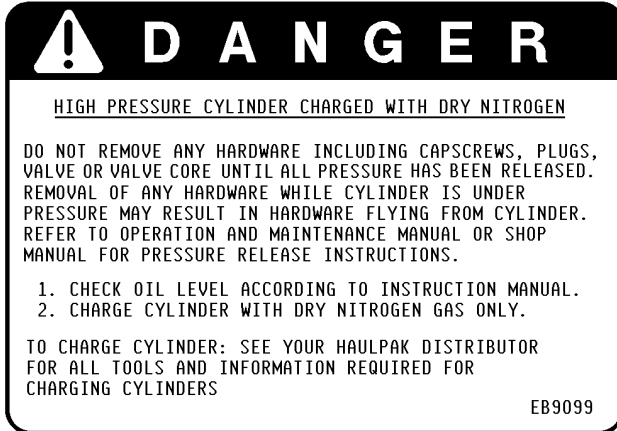 DANGER
HIGH PRESSURE CYLINDER CHARGED WITH DRY NITROGEN
DO NOT REMOVE ANY HARDWARE INCLUDING CAPSCREWS, PLUGS,
VALVE OR VALVE CORE UNTIL ALL PRESSURE HAS BEEN RELEASED.
REMOVAL OF ANY HARDWARE WHILE CYLINDER IS UNDER
PRESSURE MAY RESULT IN HARDWARE FLYING FROM CYLINDER.
REFER TO OPERATION AND MAINTENANCE MANUAL OR SHOP
MANUAL FOR PRESSURE RELEASE INSTRUCTIONS.
1. CHECK OIL LEVEL ACCORDING TO INSTRUCTION MANUAL.
2. CHARGE CYLINDER WITH DRY NITROGEN GAS ONLY.
TO CHARGE CYLINDER: SEE YOUR HAULPAK DISTRIBUTOR
FOR ALL TOOLS AND INFORMATION REQUIRED FOR
CHARGING CYLINDERS
EB9099